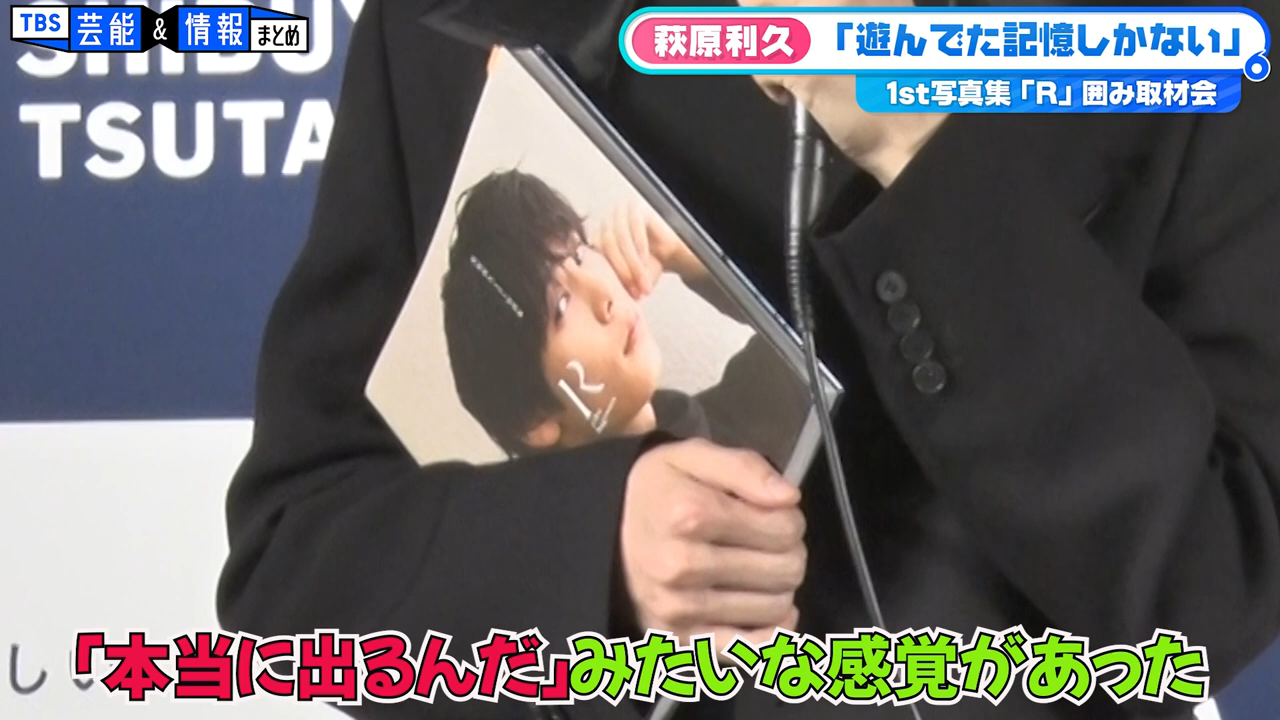 TBS 芸能&情報まとめ
萩原利久 「遊んでた記憶しかない」
1st写真集「R」囲み取材会
SHIBUY
TSUTA
R
し
「本当に出るんだ」みたいな感覚があった